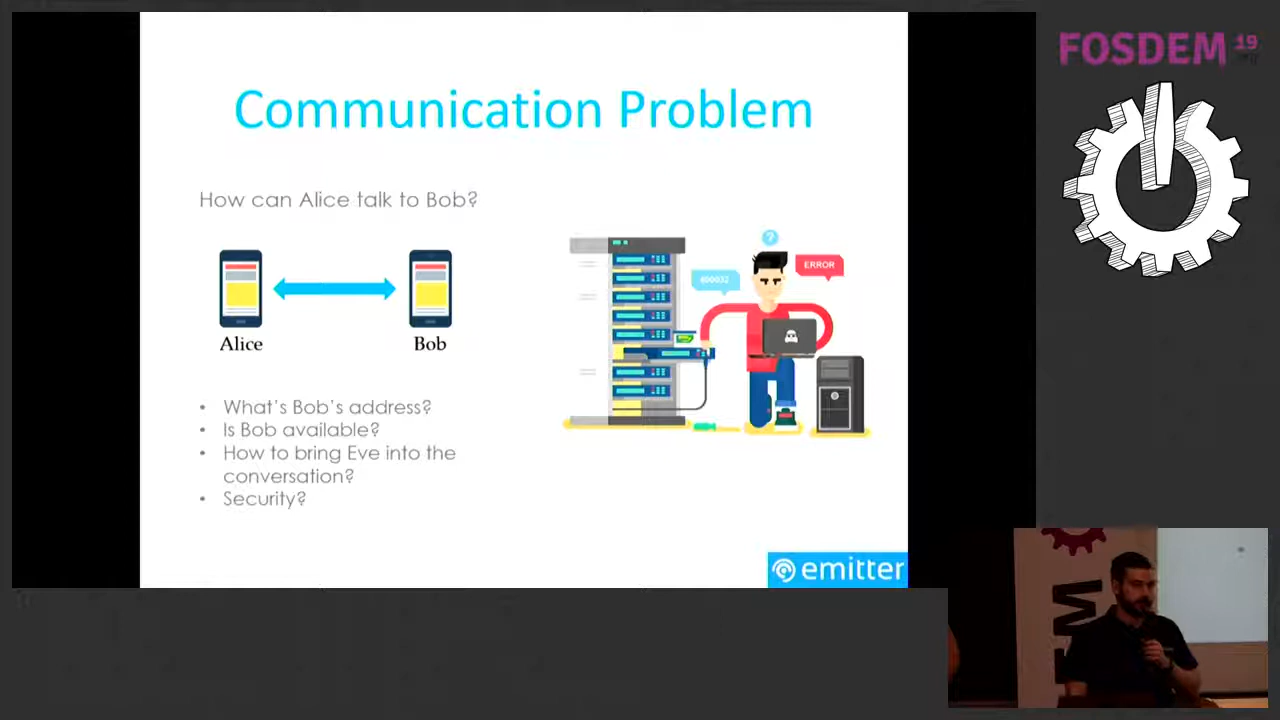 Communication Problem
How can Alice talk to Bob?
Alice
Bob
• What's Bob's address?
• Is Bob available?
• How to bring Eve into the
conversation?
• Security?
ERROR
emitter
FOSDEM 19